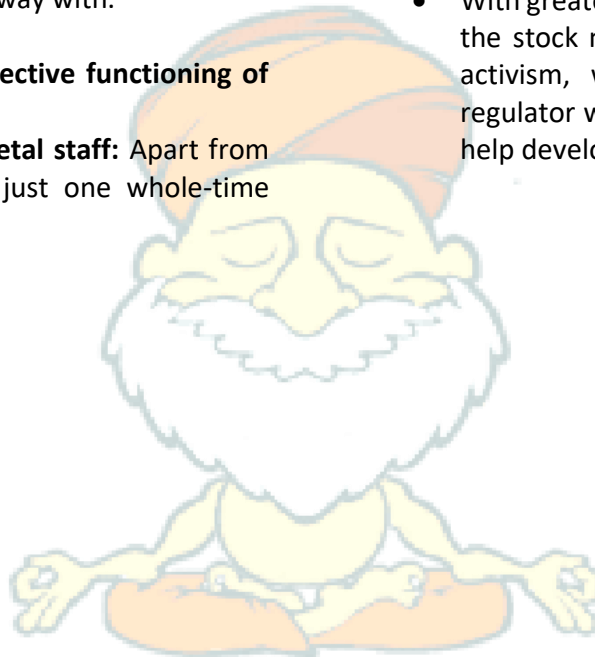 way with.
ective functioning of
etal staff: Apart from
just one whole-time
• With greate
the stock
activism,
regulator w
help develo